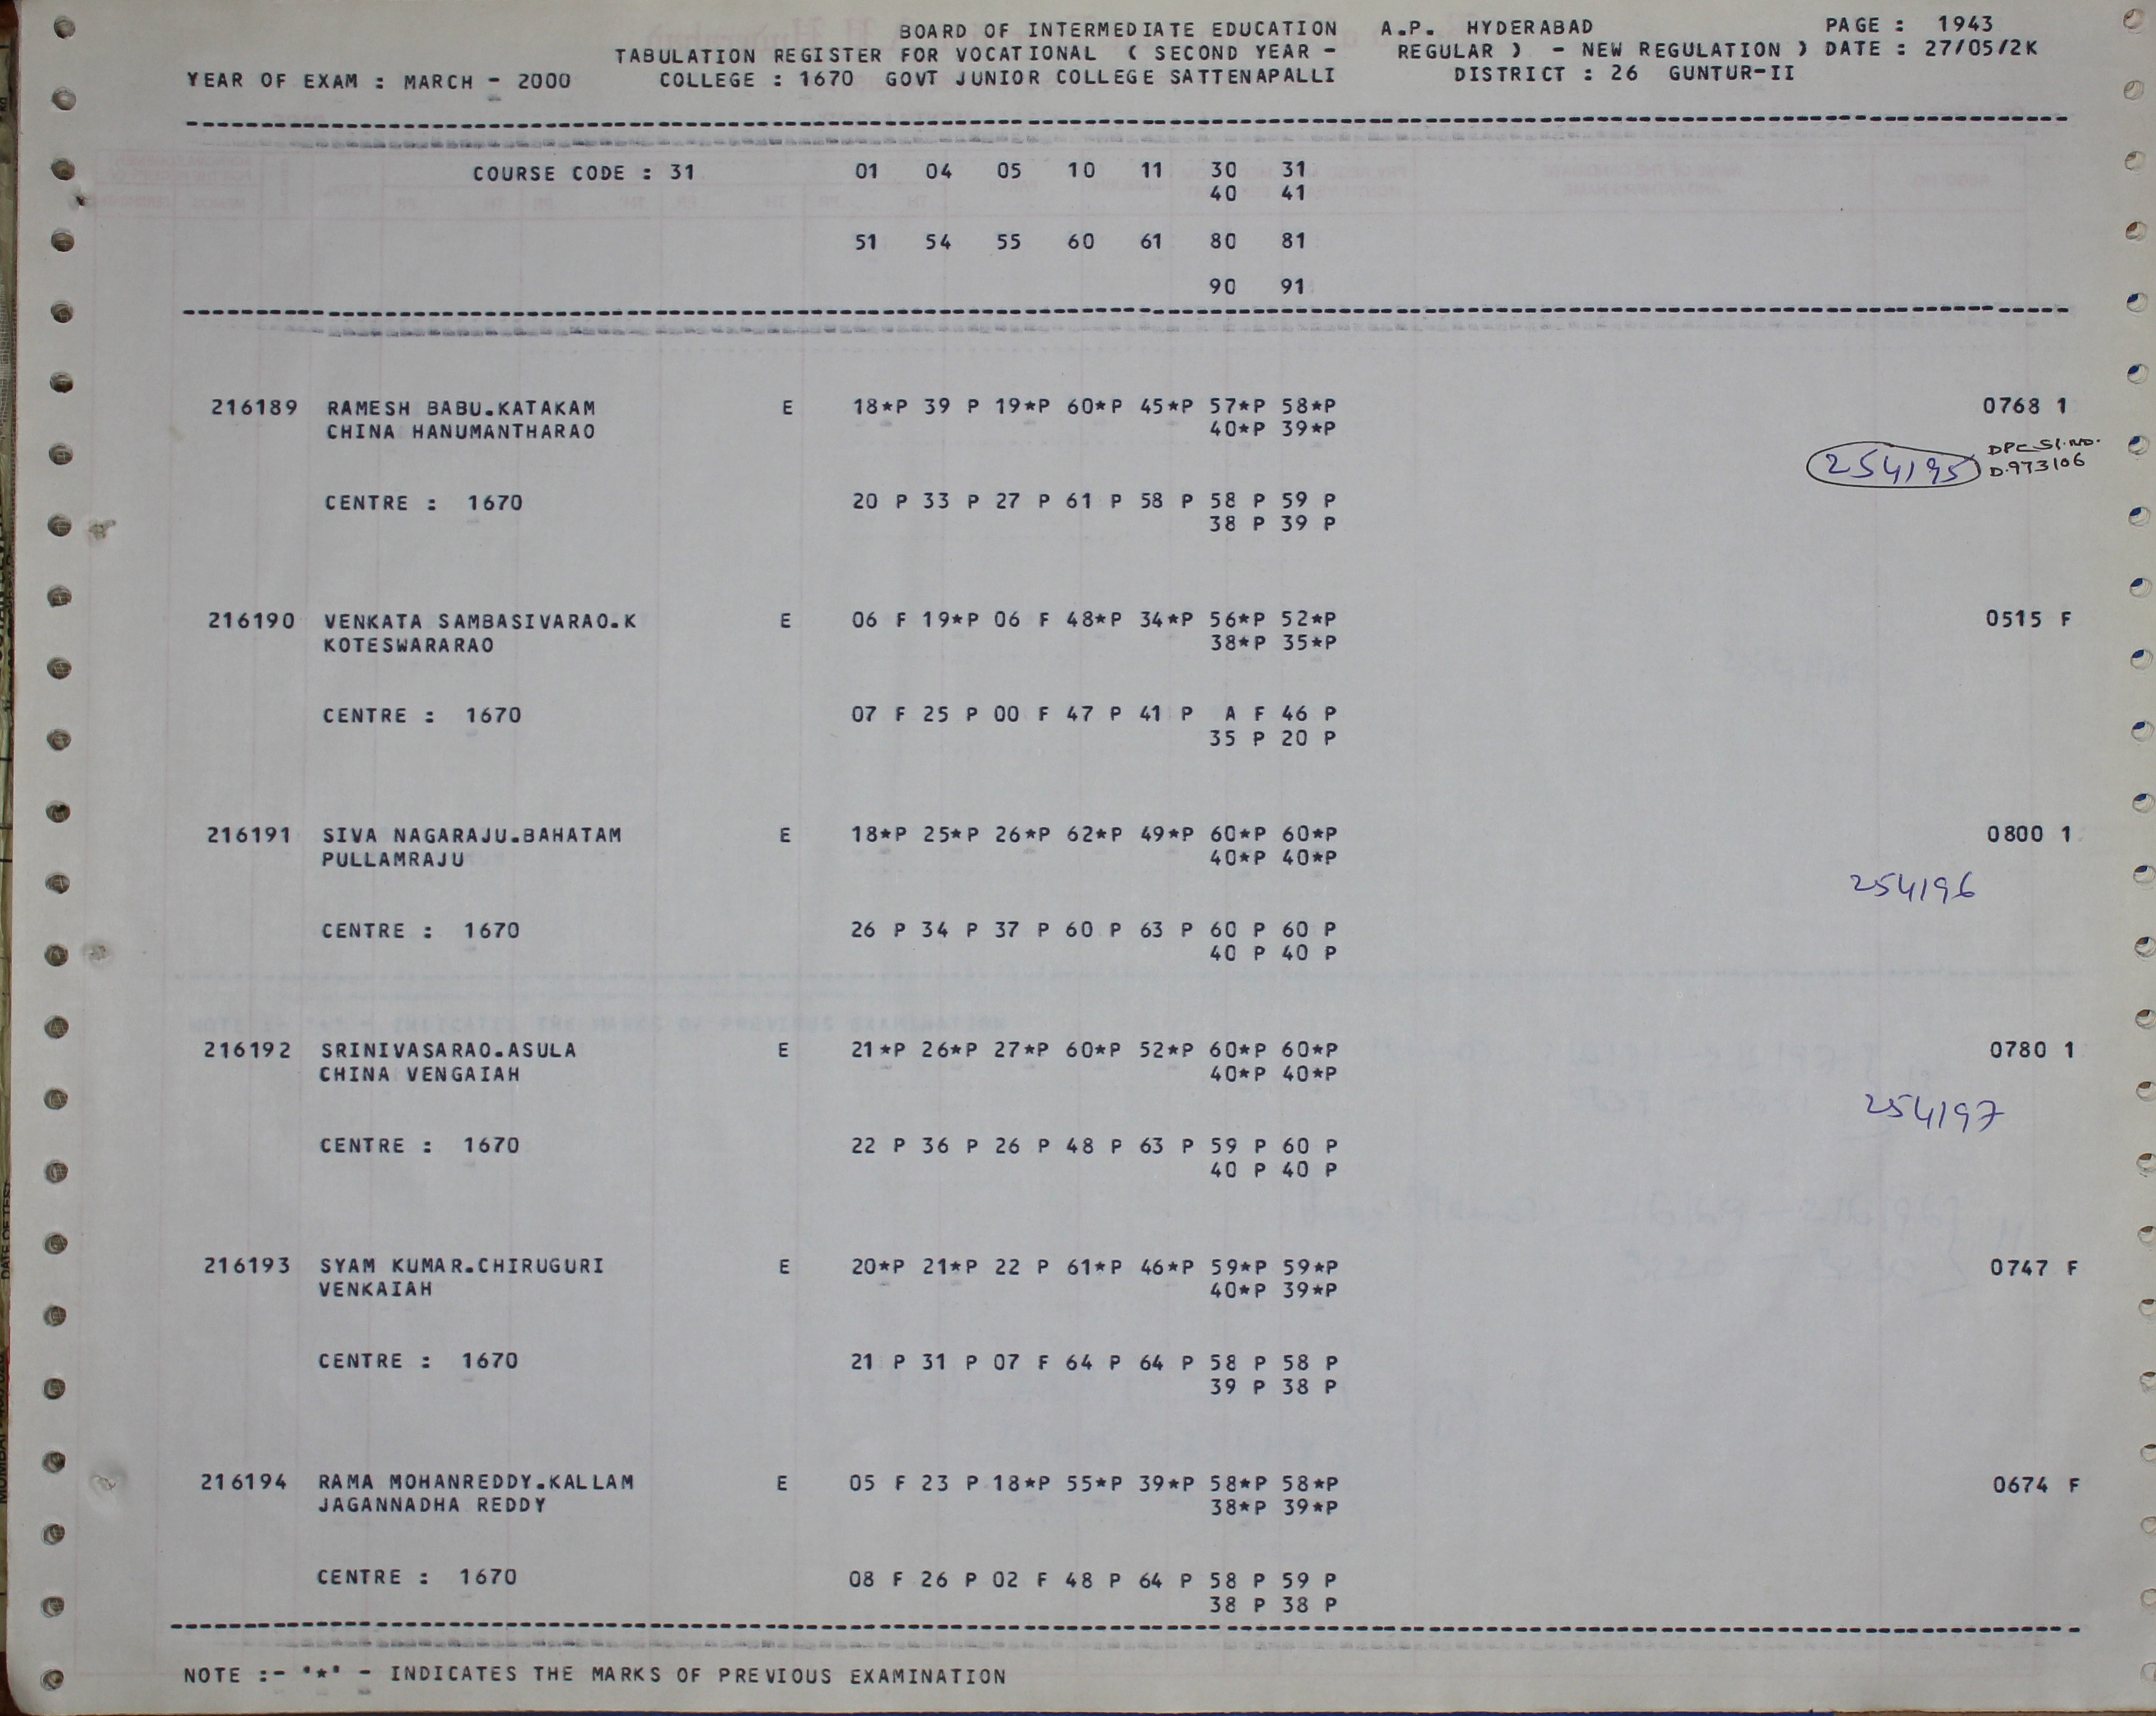 BOARD OF INTERMEDIATE EDUCATION A.P. HYDERABAD PAGE : 1943
TABULATION REGISTER FOR VOCATIONAL ( SECOND YEAR - REGULAR ) - NEW REGULATION ) DATE : 27/05/2K
YEAR OF EXAM : MARCH - 2000 COLLEGE : 1670 GOVT JUNIOR COLLEGE SATTENAPALLI DISTRICT : 26 GUNTUR-II
COURSE CODE : 31 01 04 05 10 11 30 31
40 41
51 54 55 60 61 80 81
90 91
216189 RAMESH BABU.KATAKAM E 18*P 39 P 19*P 60*P 45*P 57*P 58*P 0768 1
CHINA HANUMANTHARAO 40*P 39*P
254195 DPC Sl.No.
D.973106
CENTRE : 1670 20 P 33 P 27 P 61 P 58 P 58 P 59 P
38 P 39 P
216190 VENKATA SAMBASIVARAO.K E 06 F 19*P 06 F 48*P 34*P 56*P 52*P 0515 F
KOTESWARARAO 38*P 35*P
CENTRE : 1670 07 F 25 P 00 F 47 P 41 P A F 46 P
35 P 20 P
216191 SIVA NAGARAJU.BAHATAM E 18*P 25*P 26*P 62*P 49*P 60*P 60*P 0800 1
PULLAMRAJU 40*P 40*P
254196
CENTRE : 1670 26 P 34 P 37 P 60 P 63 P 60 P 60 P
40 P 40 P
216192 SRINIVASARAO.ASULA E 21*P 26*P 27*P 60*P 52*P 60*P 60*P 0780 1
CHINA VENGAIAH 40*P 40*P
254197
CENTRE : 1670 22 P 36 P 26 P 48 P 63 P 59 P 60 P
40 P 40 P
216193 SYAM KUMAR.CHIRUGURI E 20*P 21*P 22 P 61*P 46*P 59*P 59*P 0747 F
VENKAIAH 40*P 39*P
CENTRE : 1670 21 P 31 P 07 F 64 P 64 P 58 P 58 P
39 P 38 P
216194 RAMA MOHANREDDY.KALLAM E 05 F 23 P 18*P 55*P 39*P 58*P 58*P 0674 F
JAGANNADHA REDDY 38*P 39*P
CENTRE : 1670 08 F 26 P 02 F 48 P 64 P 58 P 59 P
38 P 38 P
NOTE :- '*' - INDICATES THE MARKS OF PREVIOUS EXAMINATION